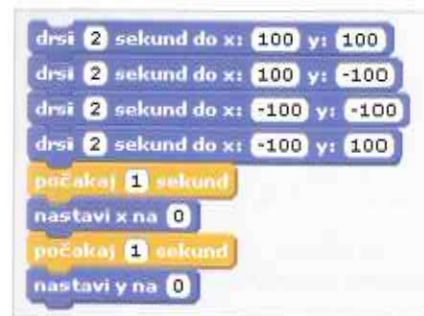 drsi 2 sekund do x: 100 y: 100
drsi 2 sekund do x: 100 y: -100
drsi 2 sekund do x: -100 y: -100
drsi 2 sekund do x: -100 y: 100
počakaj 1 sekund
nastavi x na 0
počakaj 1 sekund
nastavi y na 0